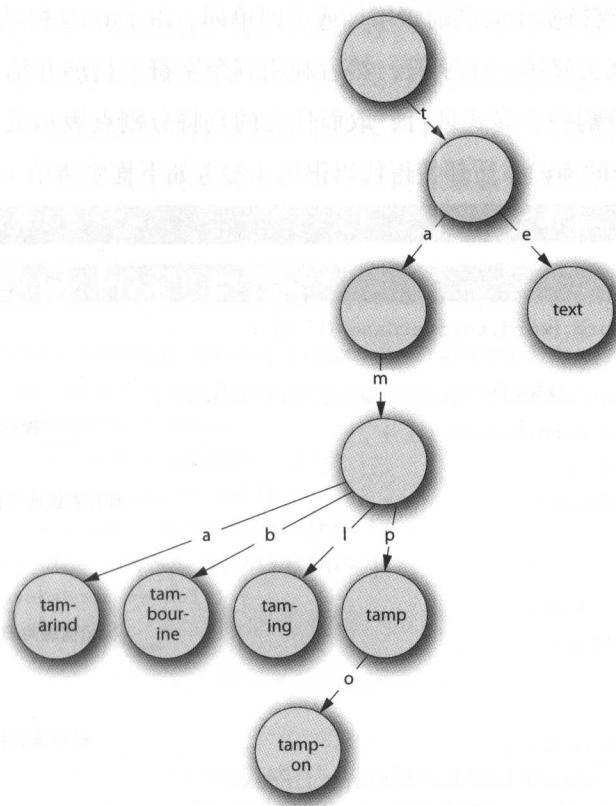 t
a
e
text
m
a
b
l
p
tam-
arind
tam-
bour-
ine
tam-
ing
tamp
o
tamp-
on